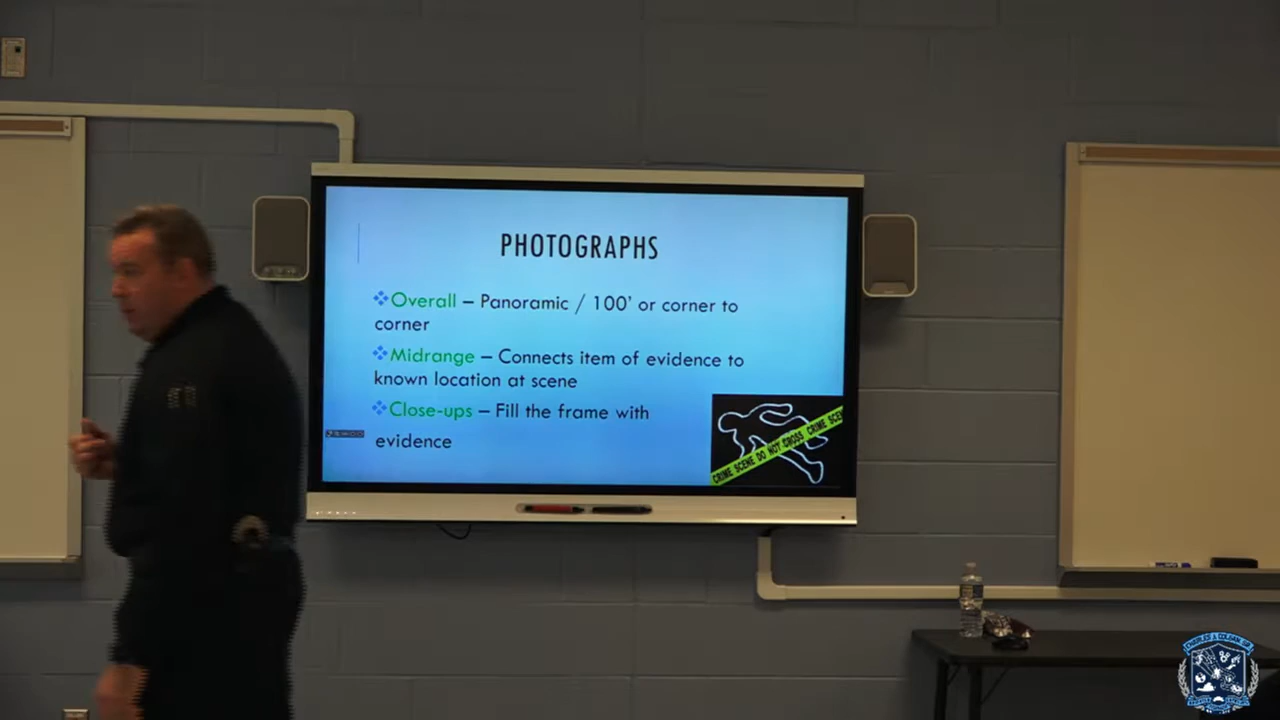 PHOTOGRAPHS
Overall – Panoramic / 100' or corner to
corner
Midrange – Connects item of evidence to
known location at scene
Close-ups – Fill the frame with
evidence
CRIME SCENE DO NOT CROSS CRIME SCE